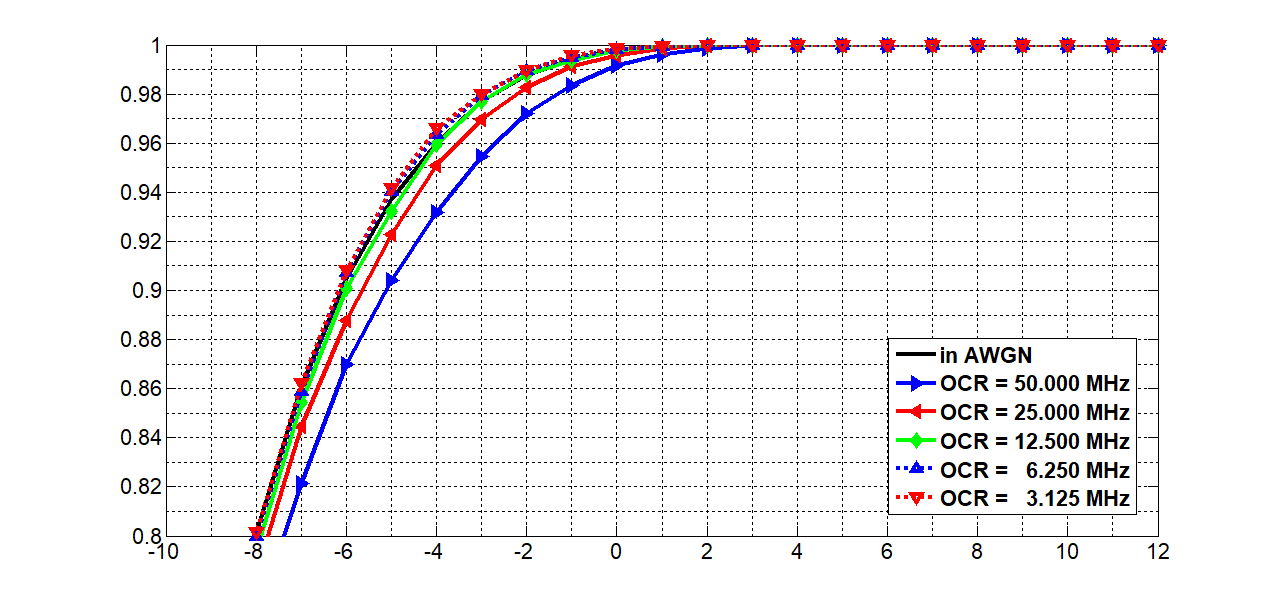 1
0.98
0.96
0.94
0.92
0.9
0.88
0.86
0.84
0.82
0.8
-10 -8 -6 -4 -2 0 2 4 6 8 10 12
in AWGN
OCR = 50.000 MHz
OCR = 25.000 MHz
OCR = 12.500 MHz
OCR = 6.250 MHz
OCR = 3.125 MHz